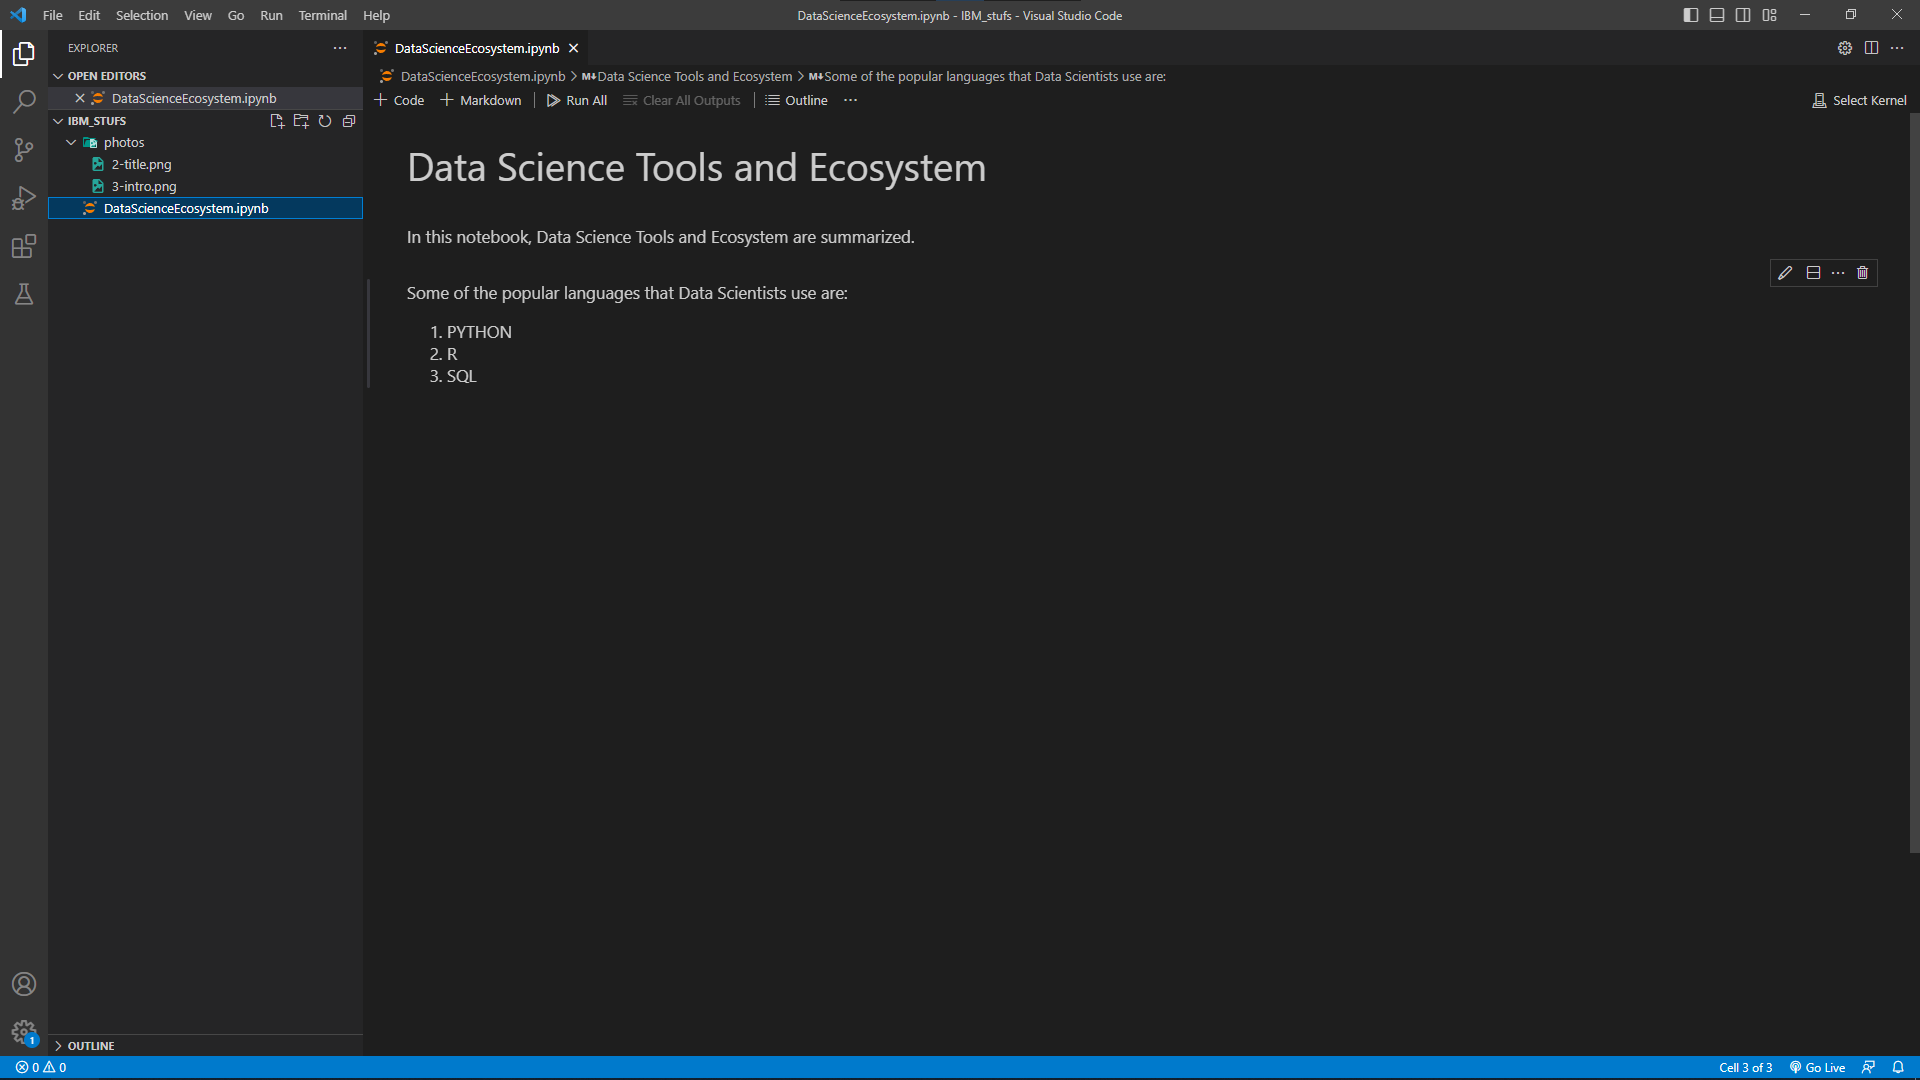 File Edit Selection View Go Run Terminal Help
DataScienceEcosystem.ipynb - IBM_stufs - Visual Studio Code
EXPLORER
OPEN EDITORS
DataScienceEcosystem.ipynb
IBM_STUFS
photos
2-title.png
3-intro.png
DataScienceEcosystem.ipynb
OUTLINE
DataScienceEcosystem.ipynb
DataScienceEcosystem.ipynb > M↓Data Science Tools and Ecosystem > M↓Some of the popular languages that Data Scientists use are:
+ Code + Markdown Run All Clear All Outputs Outline ... Select Kernel
Data Science Tools and Ecosystem
In this notebook, Data Science Tools and Ecosystem are summarized.
Some of the popular languages that Data Scientists use are:
1. PYTHON
2. R
3. SQL
1
0 0 Cell 3 of 3 Go Live